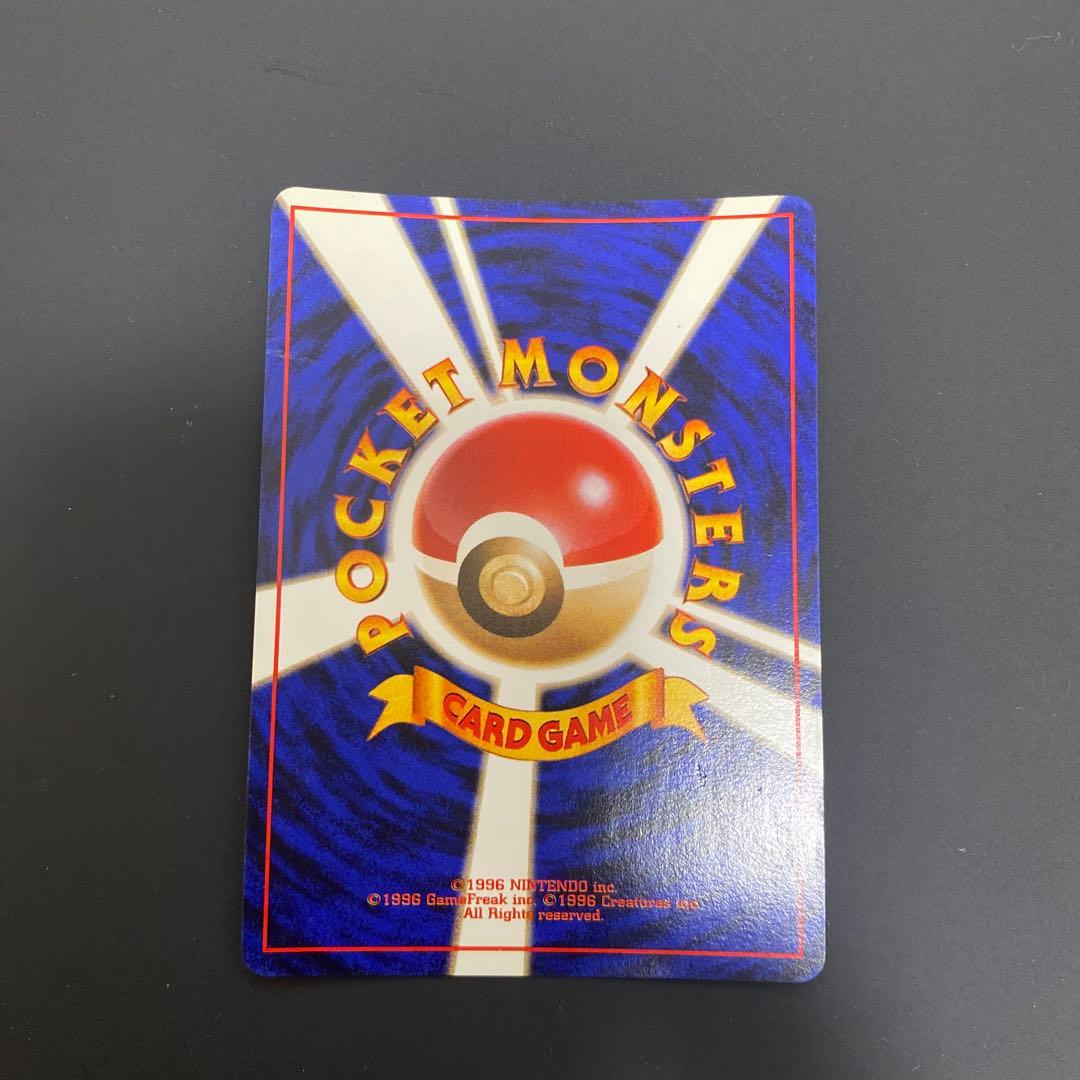 POCKET MONSTERS
CARD GAME
©1996 NINTENDO inc.
©1996 GameFreak inc. ©1996 Creatures inc.
All Rights reserved.